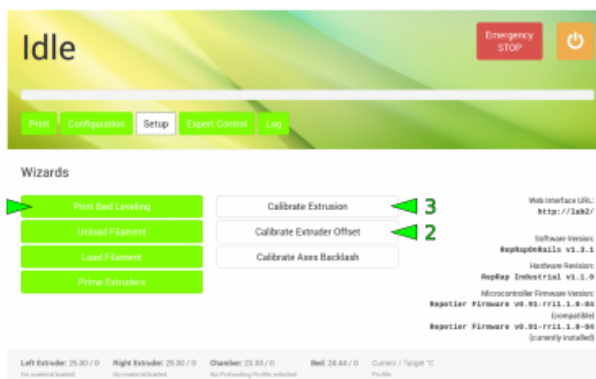 Idle
Emergency
STOP
Print Configuration Setup Expert Control Log
Wizards
Print Bed Leveling
Calibrate Extrusion
3
Unload Filament
Calibrate Extruder Offset
2
Load Filament
Calibrate Axes Backlash
Prime Extruders
Web Interface URL:
http://lab2/
Software Version:
RepRapOnRails v1.3.1
Hardware Revision:
RepRap Industrial v1.1.0
Microcontroller Firmware Version:
Repetier Firmware v0.91-rri1.1.0-04
(compatible)
Repetier Firmware v0.91-rri1.1.0-04
(currently installed)
Left Extruder: 25.00 / 0 Right Extruder: 25.00 / 0 Chamber: 23.33 / 0 Bed: 24.44 / 0 Current / Target °C
No material loaded No material loaded No Preheating Profile selected Profile